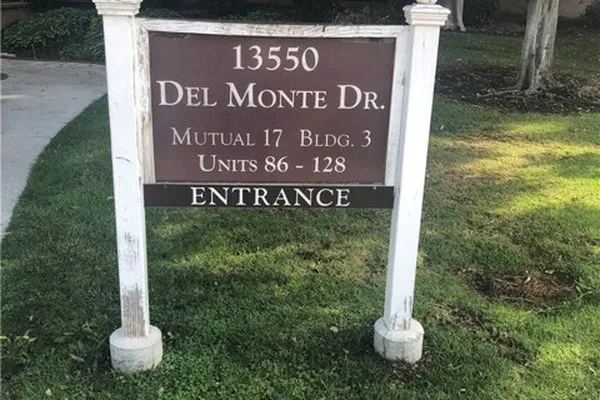 13550
DEL MONTE DR.
MUTUAL 17 BLDG. 3
UNITS 86 - 128
ENTRANCE